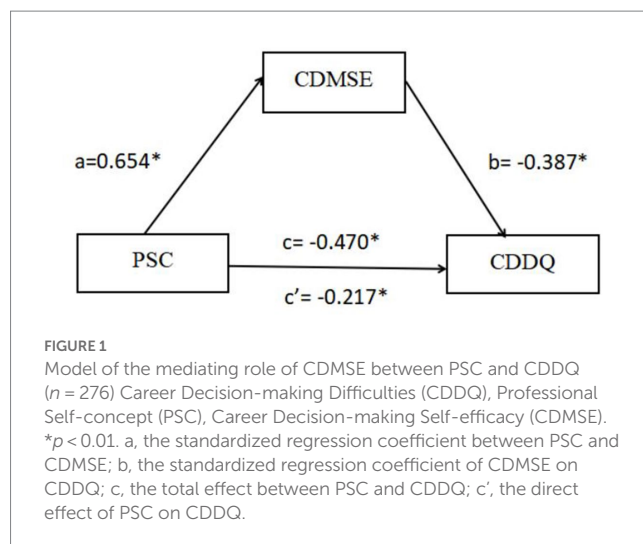 CDMSE
a=0.654*
b= -0.387*
c= -0.470*
PSC
CDDQ
c’= -0.217*
FIGURE 1
Model of the mediating role of CDMSE between PSC and CDDQ
(n = 276) Career Decision-making Difficulties (CDDQ), Professional
Self-concept (PSC), Career Decision-making Self-efficacy (CDMSE).
*p < 0.01. a, the standardized regression coefficient between PSC and
CDMSE; b, the standardized regression coefficient of CDMSE on
CDDQ; c, the total effect between PSC and CDDQ; c’, the direct
effect of PSC on CDDQ.